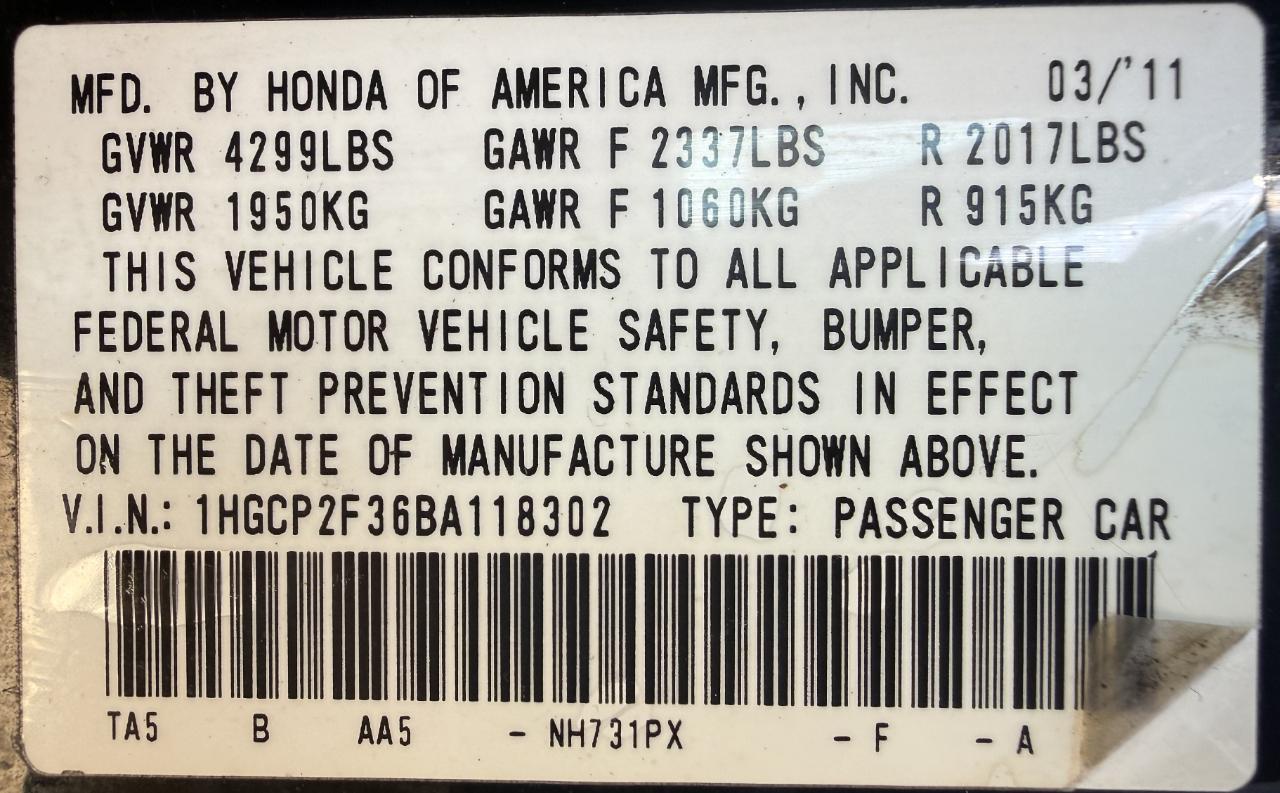 MFD. BY HONDA OF AMERICA MFG., INC. 03/'11
GVWR 4299LBS GAWR F 2337LBS R 2017LBS
GVWR 1950KG GAWR F 1060KG R 915KG
THIS VEHICLE CONFORMS TO ALL APPLICABLE
FEDERAL MOTOR VEHICLE SAFETY, BUMPER,
AND THEFT PREVENTION STANDARDS IN EFFECT
ON THE DATE OF MANUFACTURE SHOWN ABOVE.
V.I.N.: 1HGCP2F36BA118302 TYPE: PASSENGER CAR
TA5 B AA5 - NH731PX - F - A